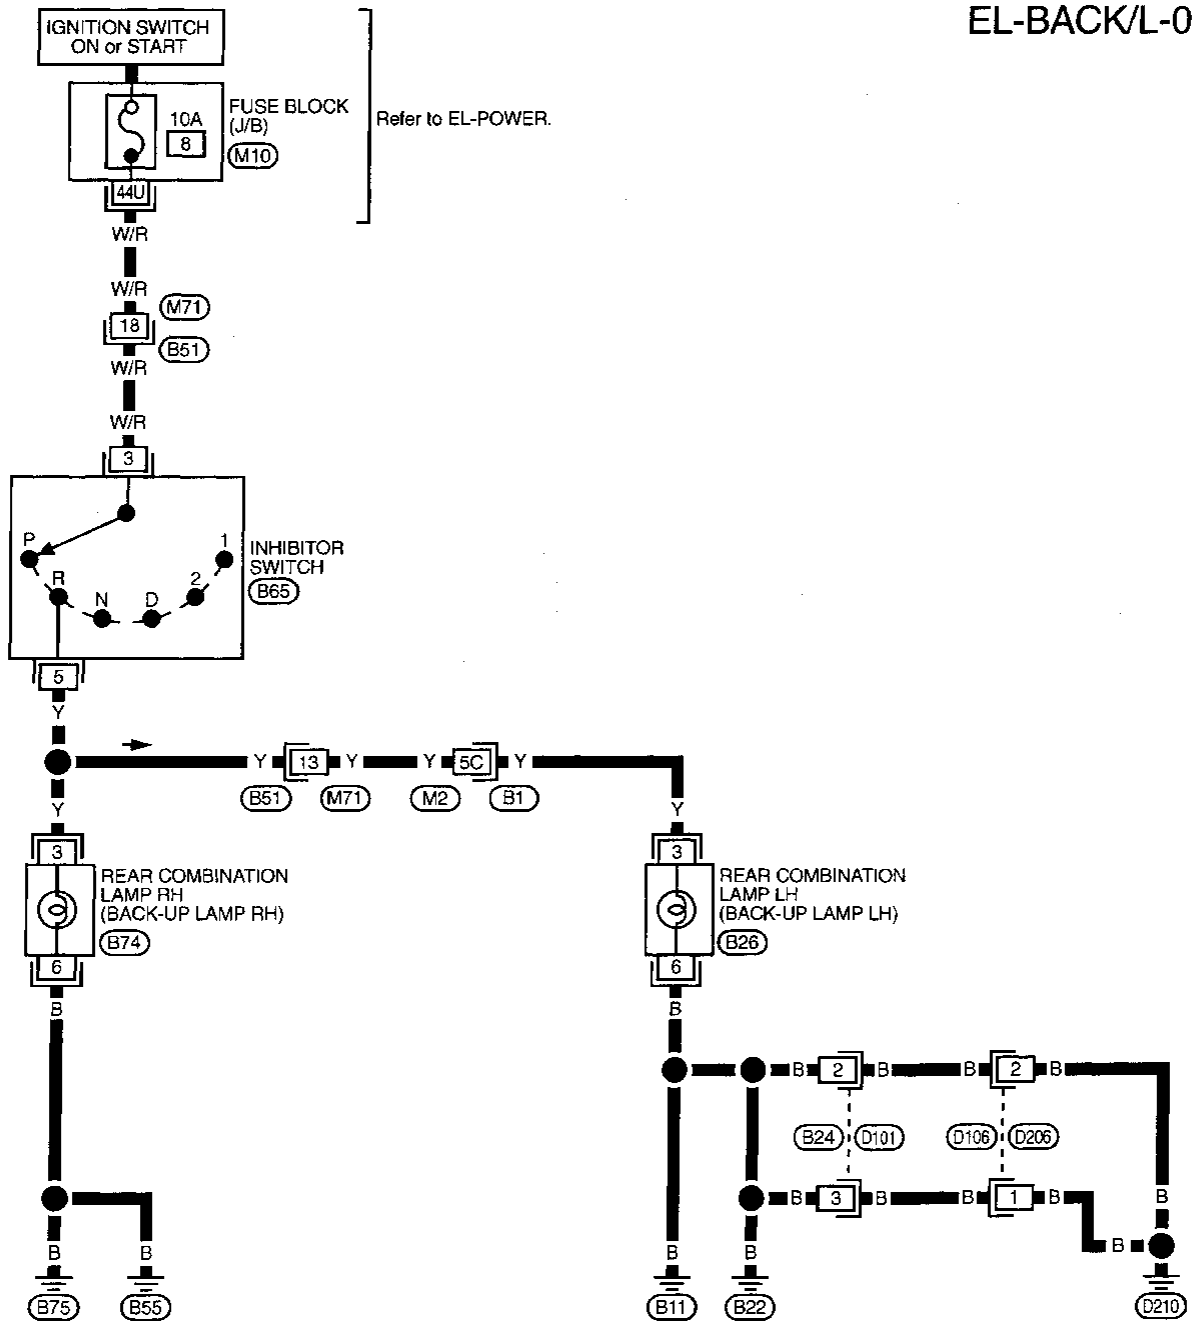 EL-BACK/L-0
IGNITION SWITCH
ON or START
10A
8
FUSE BLOCK
(J/B)
M10
Refer to EL-POWER.
44U
W/R
W/R
M71
18
B51
W/R
W/R
3
P
R
N
D
2
1
INHIBITOR
SWITCH
B65
5
Y
Y
13
Y
Y
5C
Y
B51
M71
M2
B1
Y
Y
3
REAR COMBINATION
LAMP RH
(BACK-UP LAMP RH)
B74
6
B
3
REAR COMBINATION
LAMP LH
(BACK-UP LAMP LH)
B26
6
B
B
2
B
B
2
B
B24
D101
D106
D206
B
3
B
B
1
B
B
B
B
B
B
B
B75
B55
B11
B22
D210